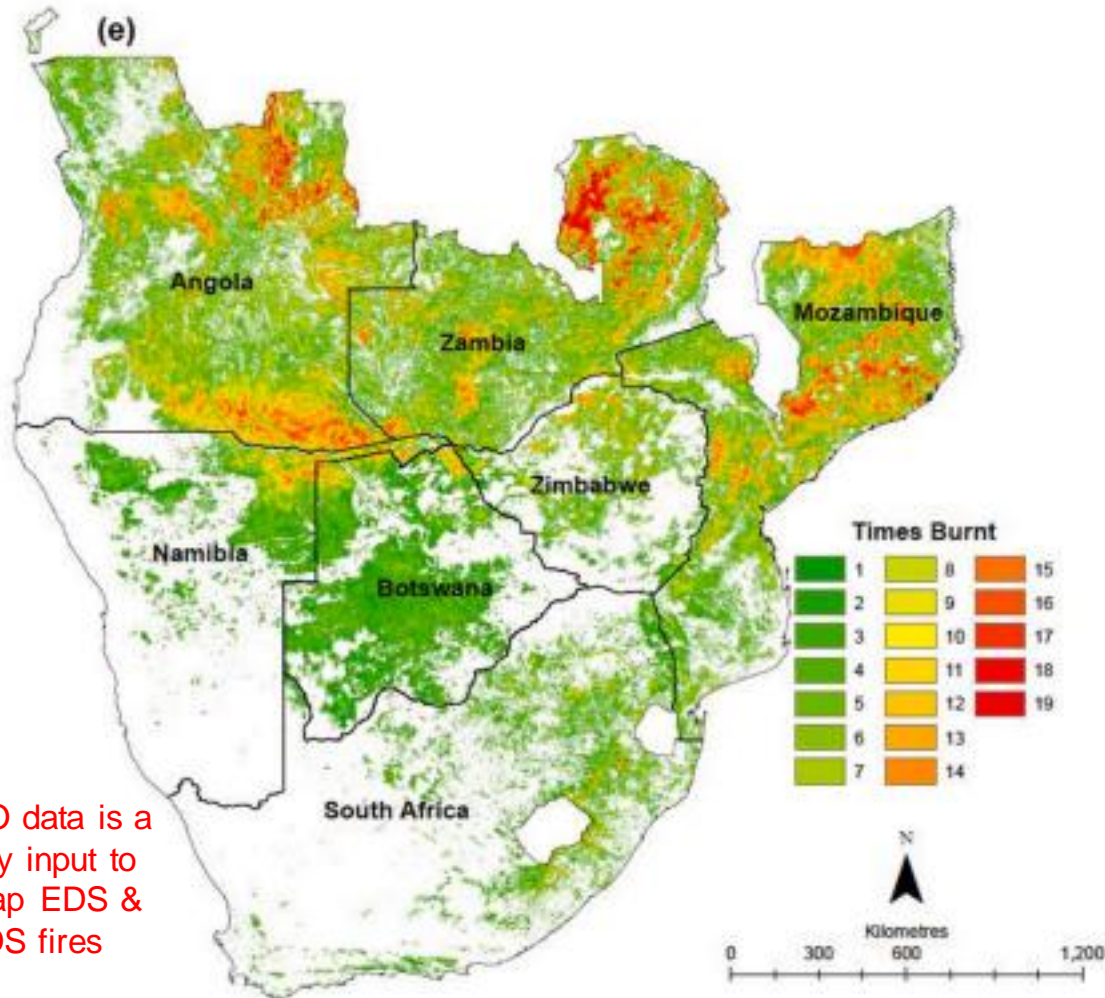 (e)
Angola
Zambia
Mozambique
Zimbabwe
Namibia
Botswana
South Africa
Times Burnt
1 8 15
2 9 16
3 10 17
4 11 18
5 12 19
6 13
7 14
data is a
input to
EDS &
fires
N
Kilometres
0 300 600 1,200